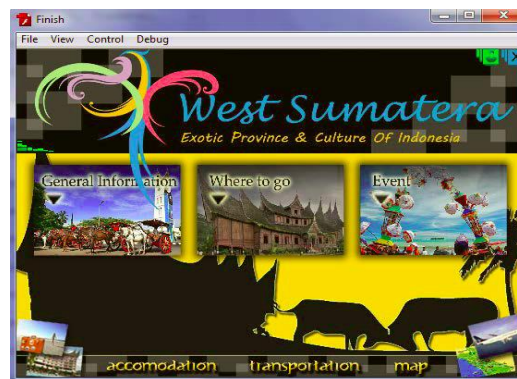 Finish
File View Control Debug
West Sumatera
Exotic Province & Culture Of Indonesia
General Information
Where to go
Event
accomodation transportation map